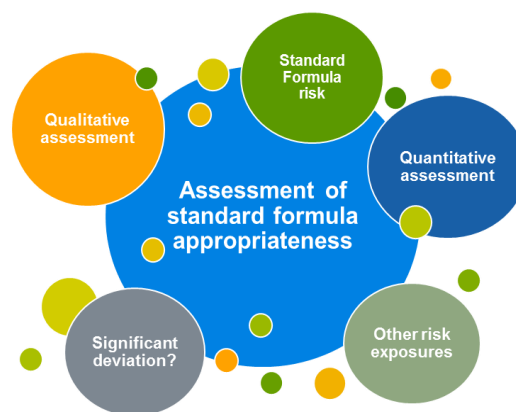 Standard
Formula
risk
Qualitative
assessment
Quantitative
assessment
Assessment of
standard formula
appropriateness
Significant
deviation?
Other risk
exposures